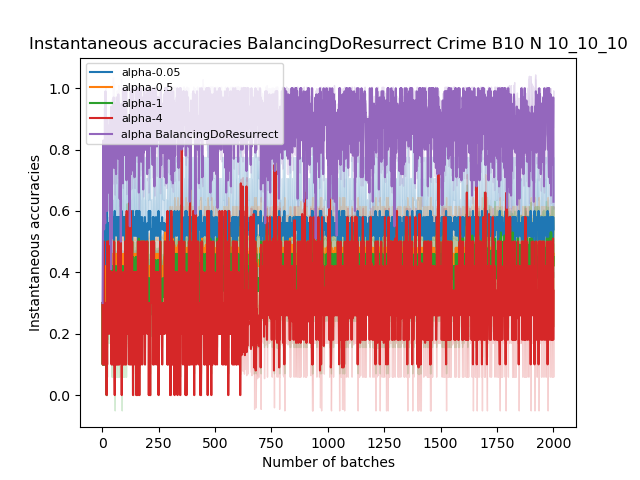 Instantaneous accuracies BalancingDoResurrect Crime B10 N 10_10_10
alpha-0.05
alpha-0.5
alpha-1
alpha-4
alpha BalancingDoResurrect
1.0
0.8
0.6
0.4
0.2
0.0
Instantaneous accuracies
0 250 500 750 1000 1250 1500 1750 2000
Number of batches